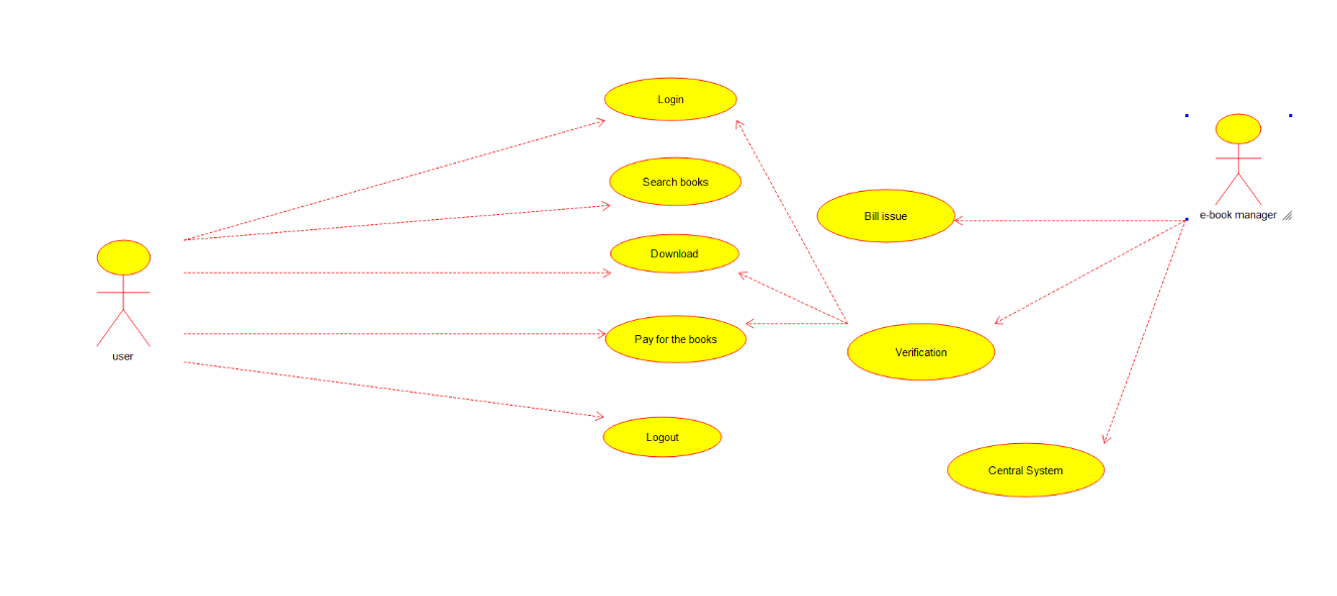 Login
Search books
Bill issue
e-book manager
Download
Pay for the books
Verification
user
Logout
Central System